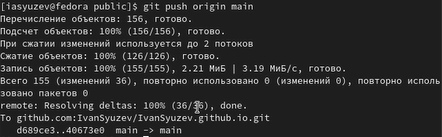 [iasyuzev@fedora public]$ git push origin main
Перечисление объектов: 156, готово.
Подсчет объектов: 100% (156/156), готово.
При сжатии изменений используется до 2 потоков
Сжатие объектов: 100% (126/126), готово.
Запись объектов: 100% (155/155), 2.21 МиБ | 3.19 МиБ/с, готово.
Всего 155 (изменений 36), повторно использовано 0 (изменений 0), повторно исполь
зовано пакетов 0
remote: Resolving deltas: 100% (36/36), done.
To github.com:IvanSyuzev/IvanSyuzev.github.io.git
d689ce3..40673e0 main -> main